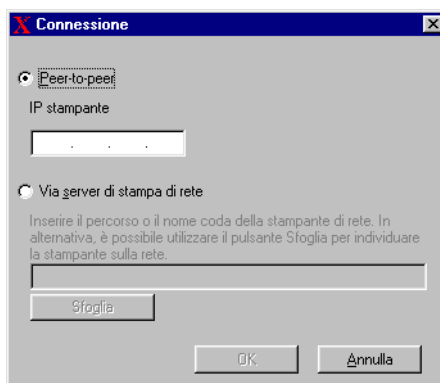 Connessione
Peer-to-peer
IP stampante
. . .
Via server di stampa di rete
Inserire il percorso o il nome coda della stampante di rete. In
alternativa, è possibile utilizzare il pulsante Sfoglia per individuare
la stampante sulla rete.
Sfoglia
OK Annulla